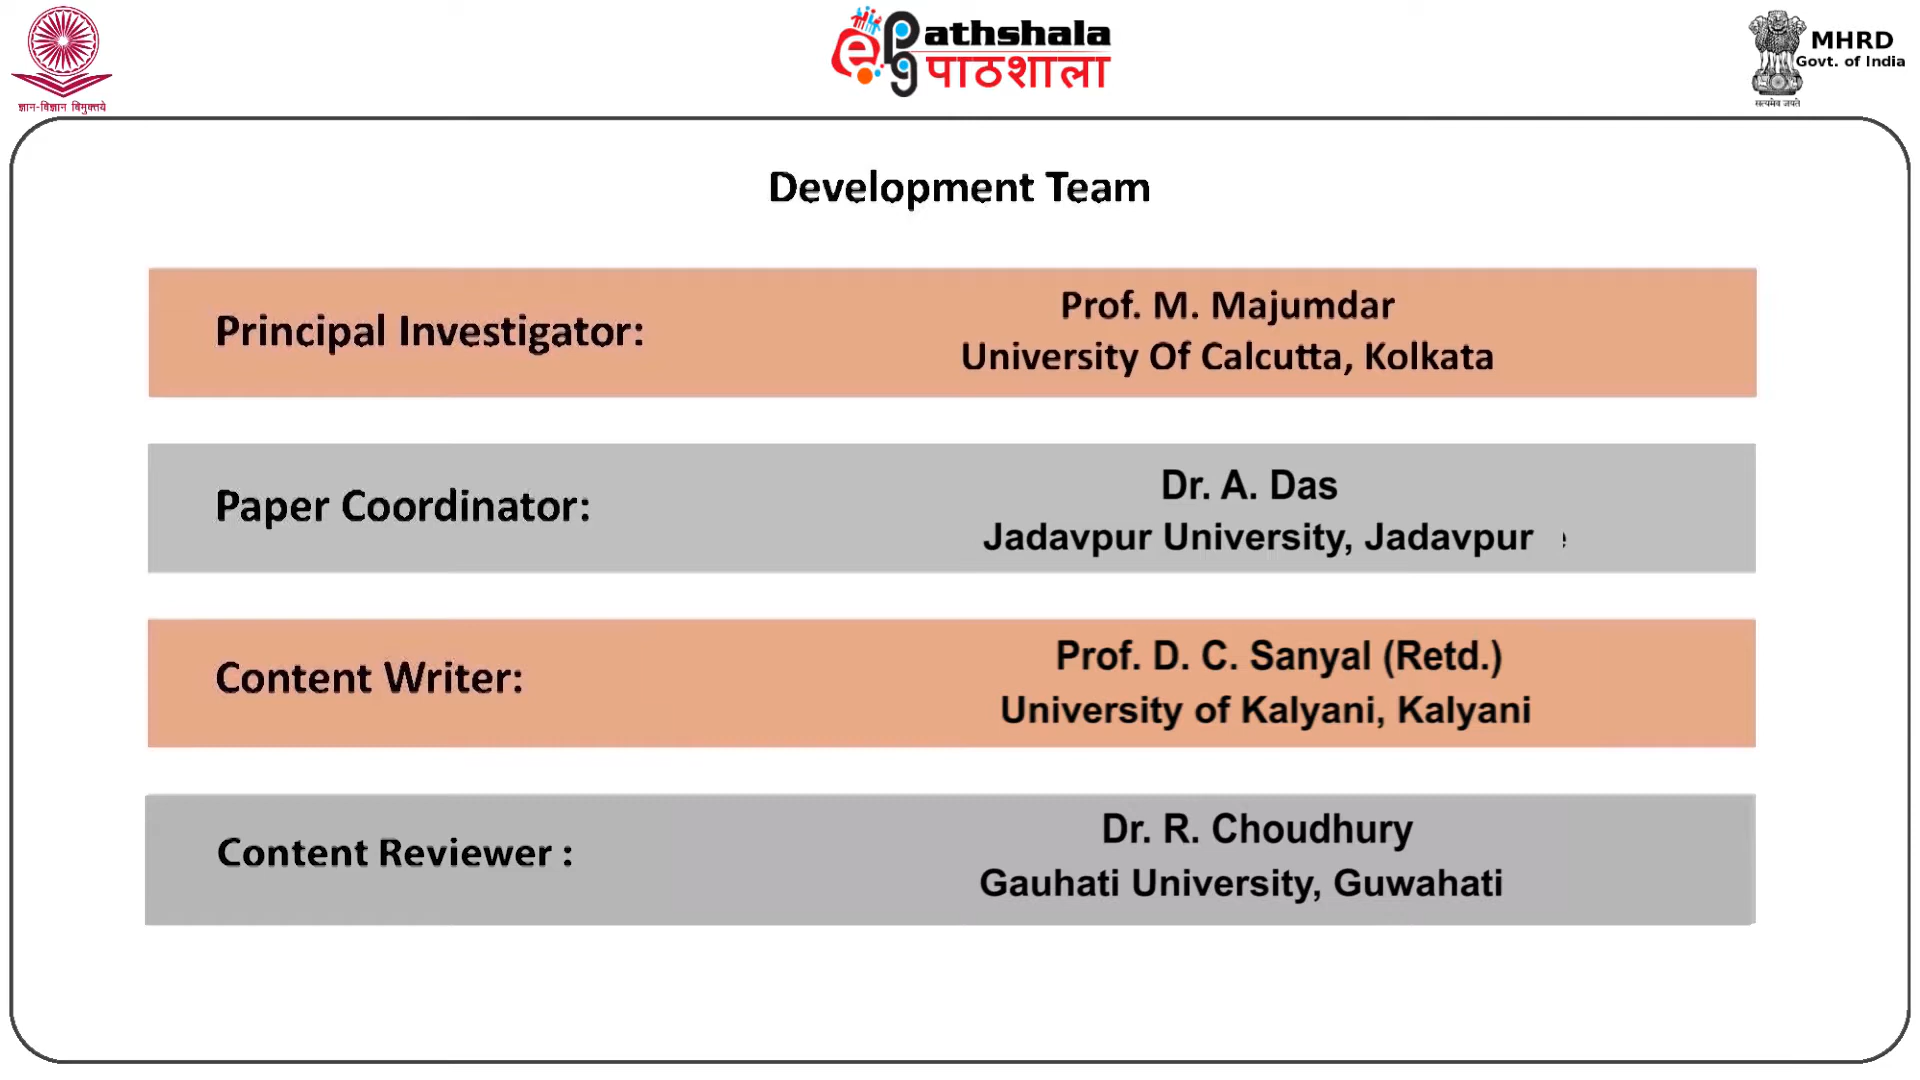 ज्ञान-विज्ञान विमुक्तये
e pg Pathshala
पाठशाला
MHRD
Govt. of India
सत्यमेव जयते
Development Team
Principal Investigator:
Prof. M. Majumdar
University Of Calcutta, Kolkata
Paper Coordinator:
Dr. A. Das
Jadavpur University, Jadavpur
Content Writer:
Prof. D. C. Sanyal (Retd.)
University of Kalyani, Kalyani
Content Reviewer :
Dr. R. Choudhury
Gauhati University, Guwahati